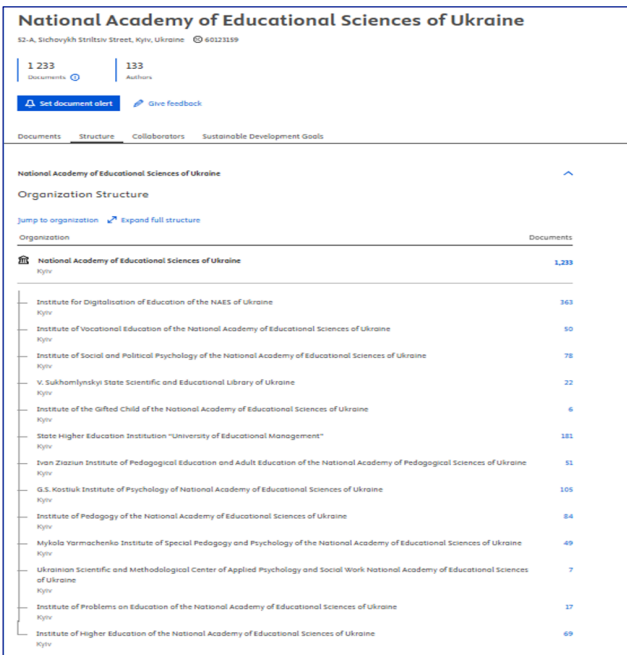 National Academy of Educational Sciences of Ukraine
52-A, Sichovykh Striltsiv Street, Kyiv, Ukraine 60123159
1 233 133
Documents Authors
Set document alert Give feedback
Documents Structure Collaborators Sustainable Development Goals
National Academy of Educational Sciences of Ukraine
Organization Structure
Jump to organization Expand full structure
Organization Documents
National Academy of Educational Sciences of Ukraine 1,233
Kyiv
Institute for Digitalisation of Education of the NAES of Ukraine 363
Kyiv
Institute of Vocational Education of the National Academy of Educational Sciences of Ukraine 50
Kyiv
Institute of Social and Political Psychology of the National Academy of Educational Sciences of Ukraine 78
Kyiv
V. Sukhomlynskyi State Scientific and Educational Library of Ukraine 22
Kyiv
Institute of the Gifted Child of the National Academy of Educational Sciences of Ukraine 6
Kyiv
State Higher Education Institution "University of Educational Management" 181
Kyiv
Ivan Ziaziun Institute of Pedagogical Education and Adult Education of the National Academy of Pedagogical Sciences of Ukraine 51
Kyiv
G.S. Kostiuk Institute of Psychology of National Academy of Educational Sciences of Ukraine 105
Kyiv
Institute of Pedagogy of the National Academy of Educational Sciences of Ukraine 84
Kyiv
Mykola Yarmachenko Institute of Special Pedagogy and Psychology of the National Academy of Educational Sciences of Ukraine 49
Kyiv
Ukrainian Scientific and Methodological Center of Applied Psychology and Social Work National Academy of Educational Sciences 7
of Ukraine
Kyiv
Institute of Problems on Education of the National Academy of Educational Sciences of Ukraine 17
Kyiv
Institute of Higher Education of the National Academy of Educational Sciences of Ukraine 69
Kyiv